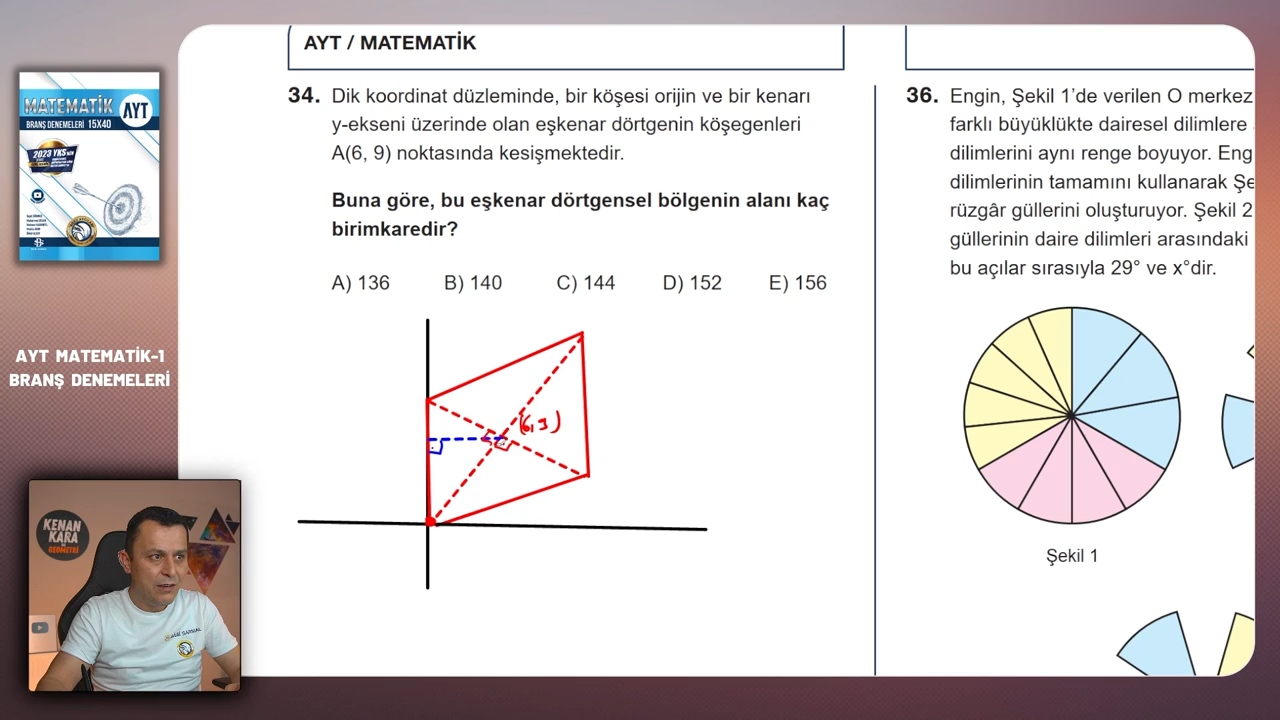 AYT / MATEMATİK
MATEMATİK AYT
BRANŞ DENEMELERİ 15X40
34. Dik koordinat düzleminde, bir köşesi orijin ve bir kenarı
y-ekseni üzerinde olan eşkenar dörtgenin köşegenleri
A(6, 9) noktasında kesişmektedir.
Buna göre, bu eşkenar dörtgensel bölgenin alanı kaç
birimkaredir?
A) 136 B) 140 C) 144 D) 152 E) 156
(6,9)
AYT MATEMATİK-1
BRANŞ DENEMELERİ
KENAN
KARA
GEOMETRİ
36. Engin, Şekil 1'de verilen O merkez
farklı büyüklükte dairesel dilimlere
dilimlerini aynı renge boyuyor. Eng
dilimlerinin tamamını kullanarak Şe
rüzgâr güllerini oluşturuyor. Şekil 2
güllerinin daire dilimleri arasındaki
bu açılar sırasıyla 29° ve x°dir.
Şekil 1